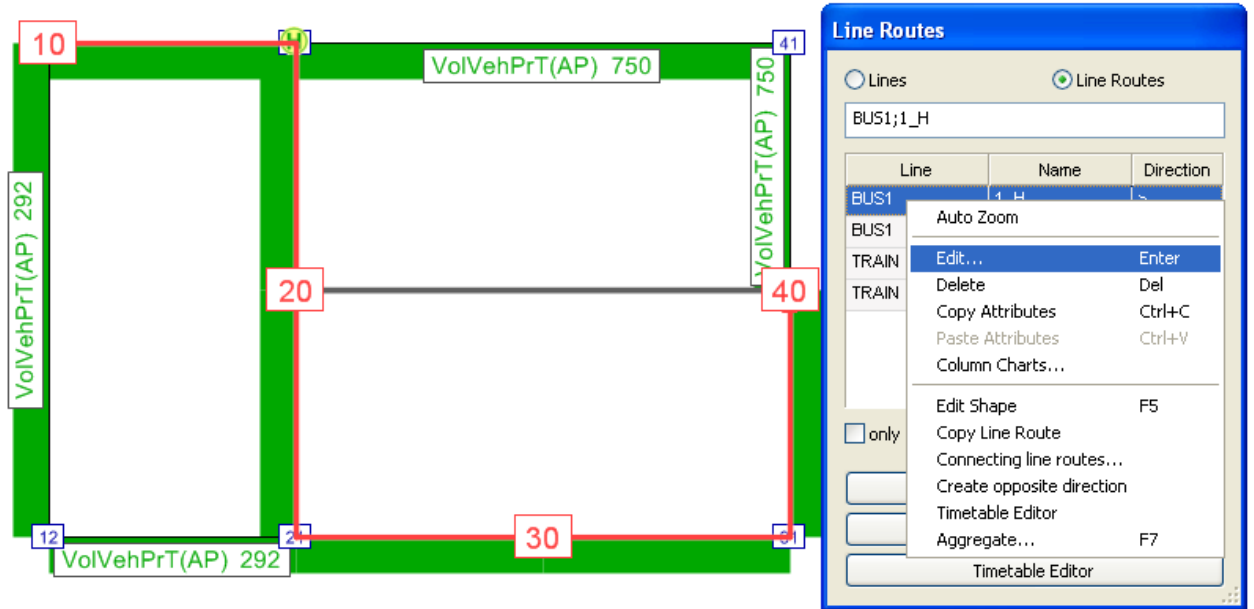 10
H
41
VolVehPrT(AP) 750
VolVehPrT(AP) 750
VolVehPrT(AP) 292
20
40
12
21
31
30
VolVehPrT(AP) 292
Line Routes
Lines
Line Routes
BUS1;1_H
Line Name Direction
BUS1 1_H >
BUS1
TRAIN
TRAIN
Auto Zoom
Edit... Enter
Delete Del
Copy Attributes Ctrl+C
Paste Attributes Ctrl+V
Column Charts...
Edit Shape F5
Copy Line Route
Connecting line routes...
Create opposite direction
Timetable Editor
Aggregate... F7
only
Timetable Editor